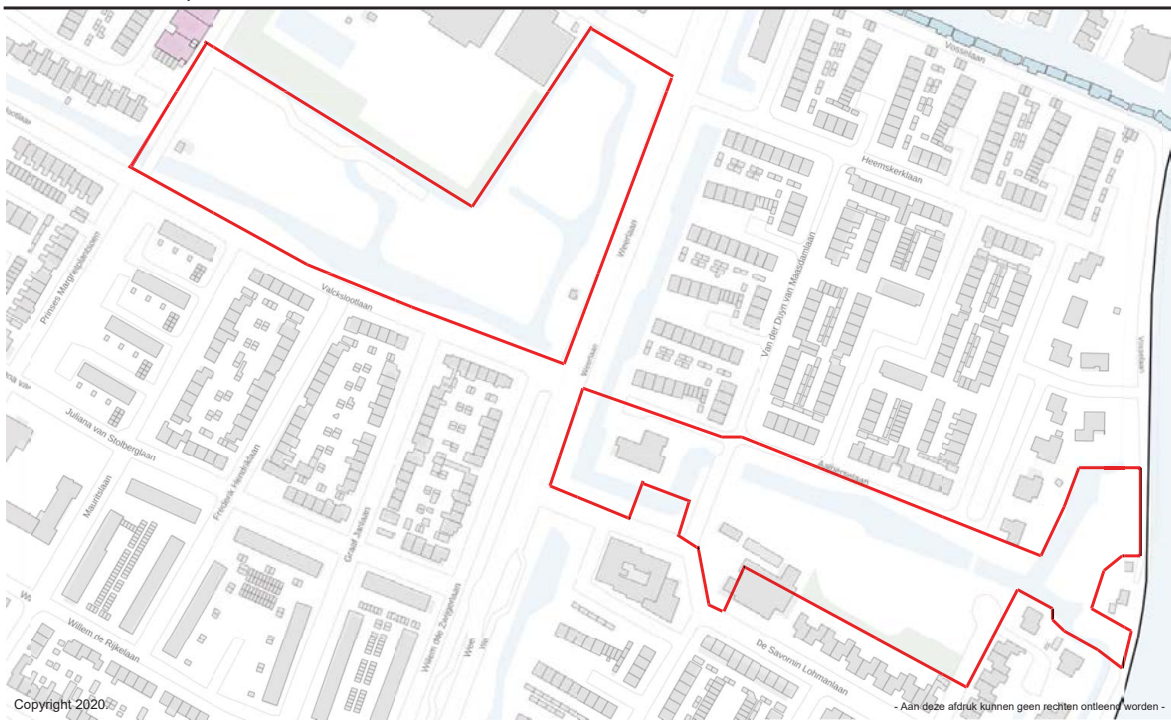 Vosselaan
Heemskerklaan
Weerlaan
Prinses Margrietplantsoen
Valckslootlaan
Van der Duyn van Maasdamlaan
Vosselaan
Weerlaan
Juliana van Stolberglaan
Frederik Hendriklaan
Mauritslaan
Graaf Janlaan
Willem de Zwijgerlaan
Willem de Rijkelaan
De Savornin Lohmanlaan
Copyright 2020.
- Aan deze afdruk kunnen geen rechten ontleend worden -